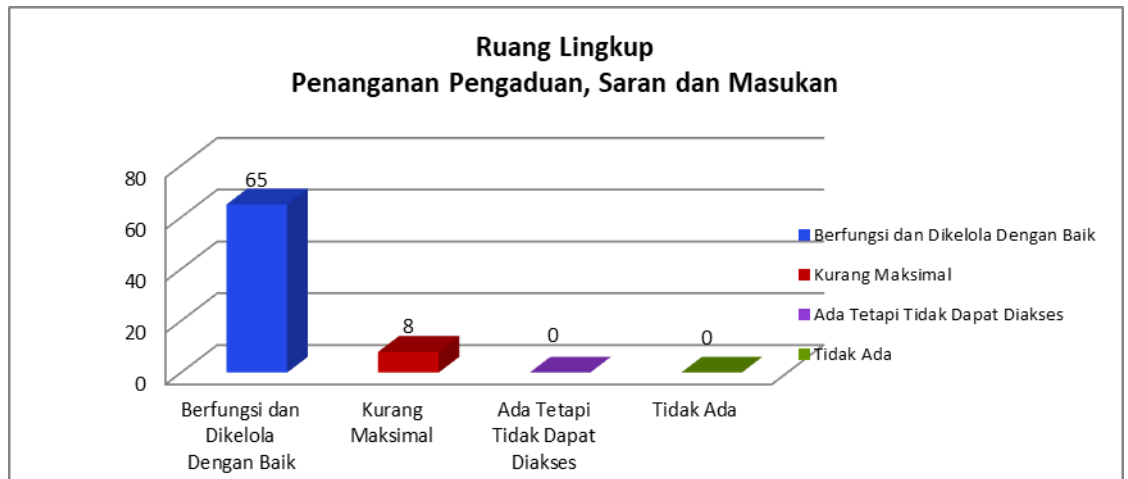 Ruang Lingkup
Penanganan Pengaduan, Saran dan Masukan
80
60
40
20
0
65
8
0
0
Berfungsi dan
Dikelola
Dengan Baik
Kurang
Maksimal
Ada Tetapi
Tidak Dapat
Diakses
Tidak Ada
Berfungsi dan Dikelola Dengan Baik
Kurang Maksimal
Ada Tetapi Tidak Dapat Diakses
Tidak Ada